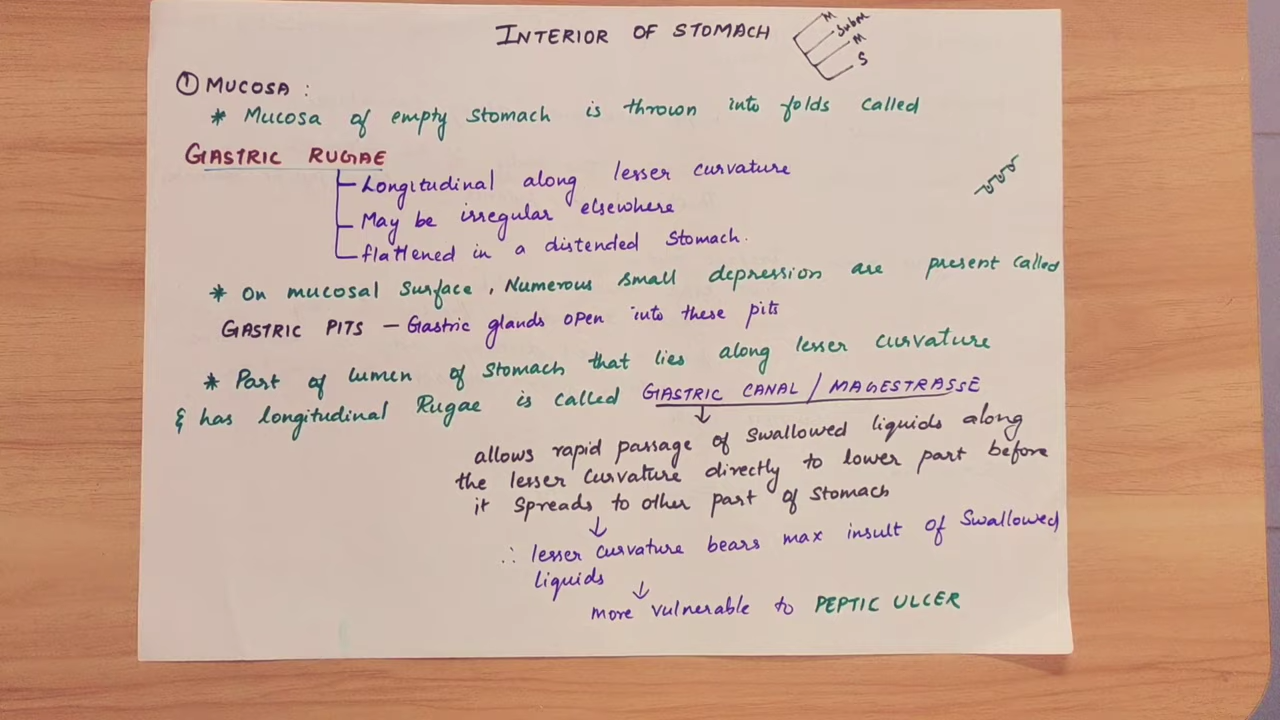 INTERIOR OF STOMACH
M
SubM
M
S
① MUCOSA :
* Mucosa of empty stomach is thrown into folds called
GASTRIC RUGAE
Longitudinal along lesser curvature
May be irregular elsewhere
flattened in a distended Stomach.
* On mucosal surface, Numerous small depression are present called
GASTRIC PITS — Gastric glands open into these pits
* Part of lumen of stomach that lies along lesser curvature
& has longitudinal Rugae is called GASTRIC CANAL / MAGESTRASSE
↓
allows rapid passage of swallowed liquids along
the lesser curvature directly to lower part before
it spreads to other part of stomach
↓
∴ lesser curvature bears max insult of swallowed
liquids
↓
more vulnerable to PEPTIC ULCER